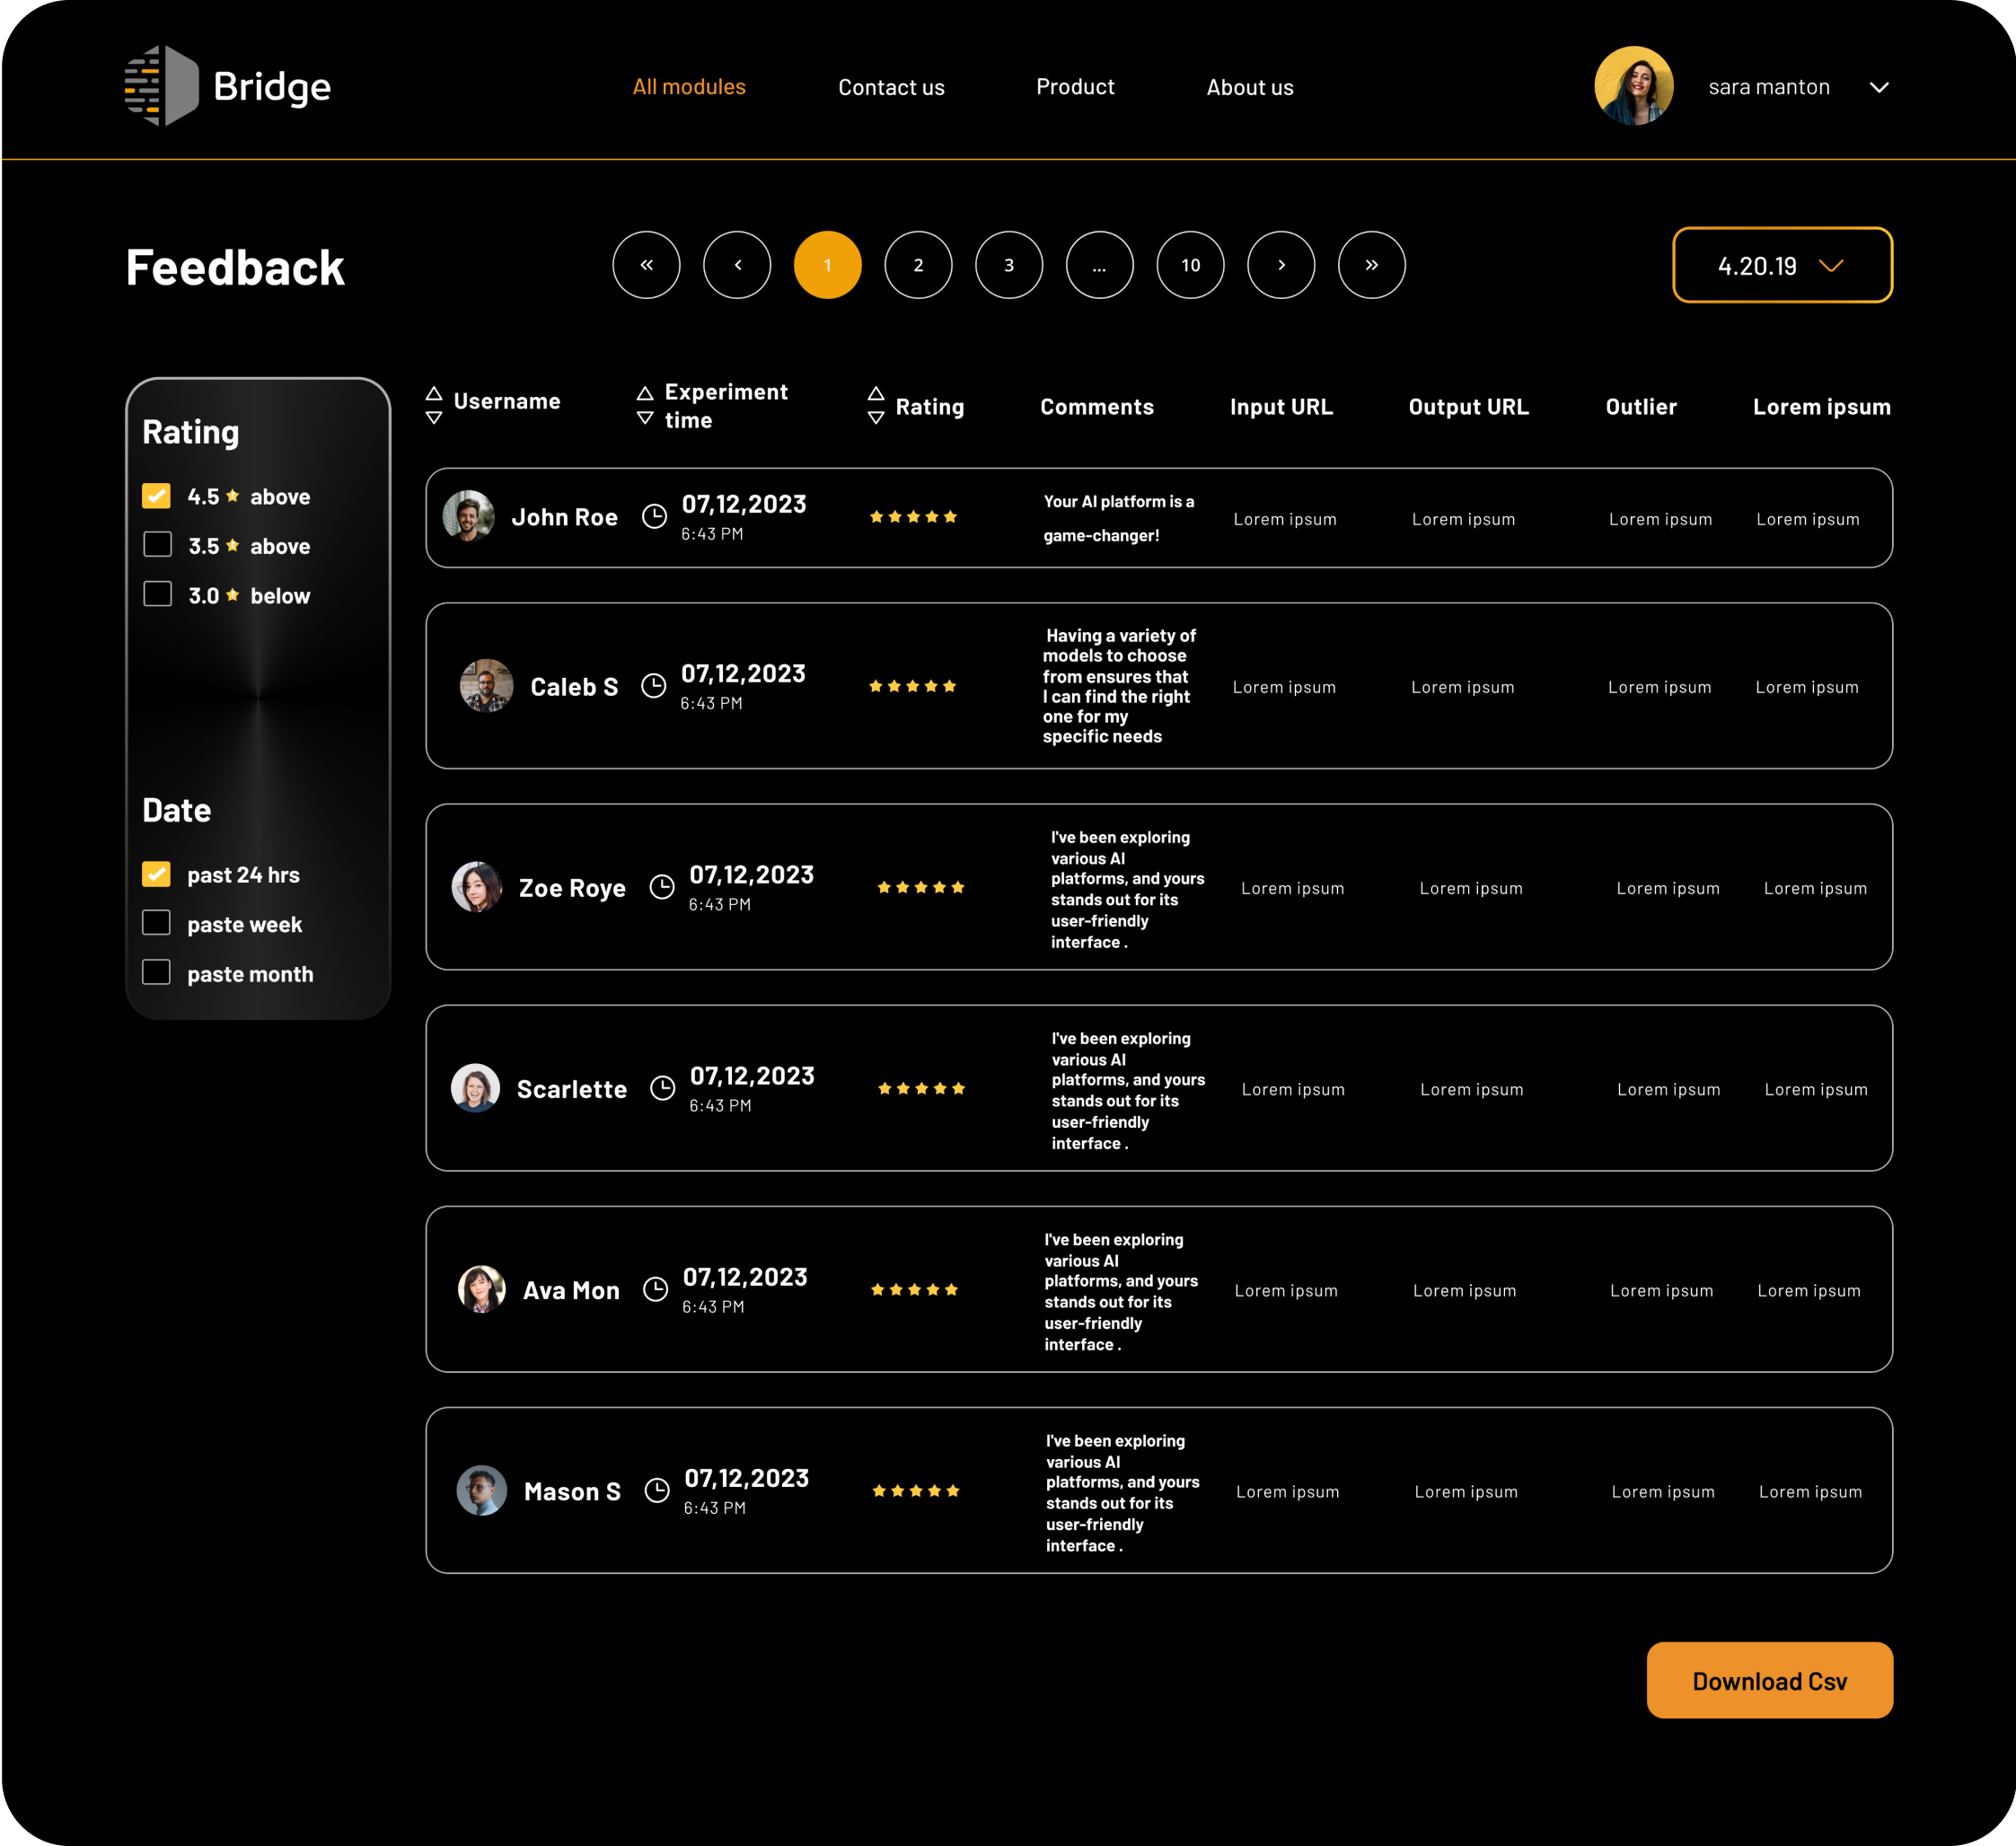 Bridge
All modules
Contact us
Product
About us
sara manton
Feedback
« ‹ 1 2 3 ... 10 › »
4.20.19
Rating
4.5 above
3.5 above
3.0 below
Date
past 24 hrs
paste week
paste month
Username
Experiment
time
Rating
Comments
Input URL
Output URL
Outlier
Lorem ipsum
John Roe
07,12,2023
6:43 PM
Your AI platform is a
game-changer!
Lorem ipsum
Lorem ipsum
Lorem ipsum
Lorem ipsum
Caleb S
07,12,2023
6:43 PM
Having a variety of
models to choose
from ensures that
I can find the right
one for my
specific needs
Lorem ipsum
Lorem ipsum
Lorem ipsum
Lorem ipsum
Zoe Roye
07,12,2023
6:43 PM
I've been exploring
various AI
platforms, and yours
stands out for its
user-friendly
interface .
Lorem ipsum
Lorem ipsum
Lorem ipsum
Lorem ipsum
Scarlette
07,12,2023
6:43 PM
I've been exploring
various AI
platforms, and yours
stands out for its
user-friendly
interface .
Lorem ipsum
Lorem ipsum
Lorem ipsum
Lorem ipsum
Ava Mon
07,12,2023
6:43 PM
I've been exploring
various AI
platforms, and yours
stands out for its
user-friendly
interface .
Lorem ipsum
Lorem ipsum
Lorem ipsum
Lorem ipsum
Mason S
07,12,2023
6:43 PM
I've been exploring
various AI
platforms, and yours
stands out for its
user-friendly
interface .
Lorem ipsum
Lorem ipsum
Lorem ipsum
Lorem ipsum
Download Csv